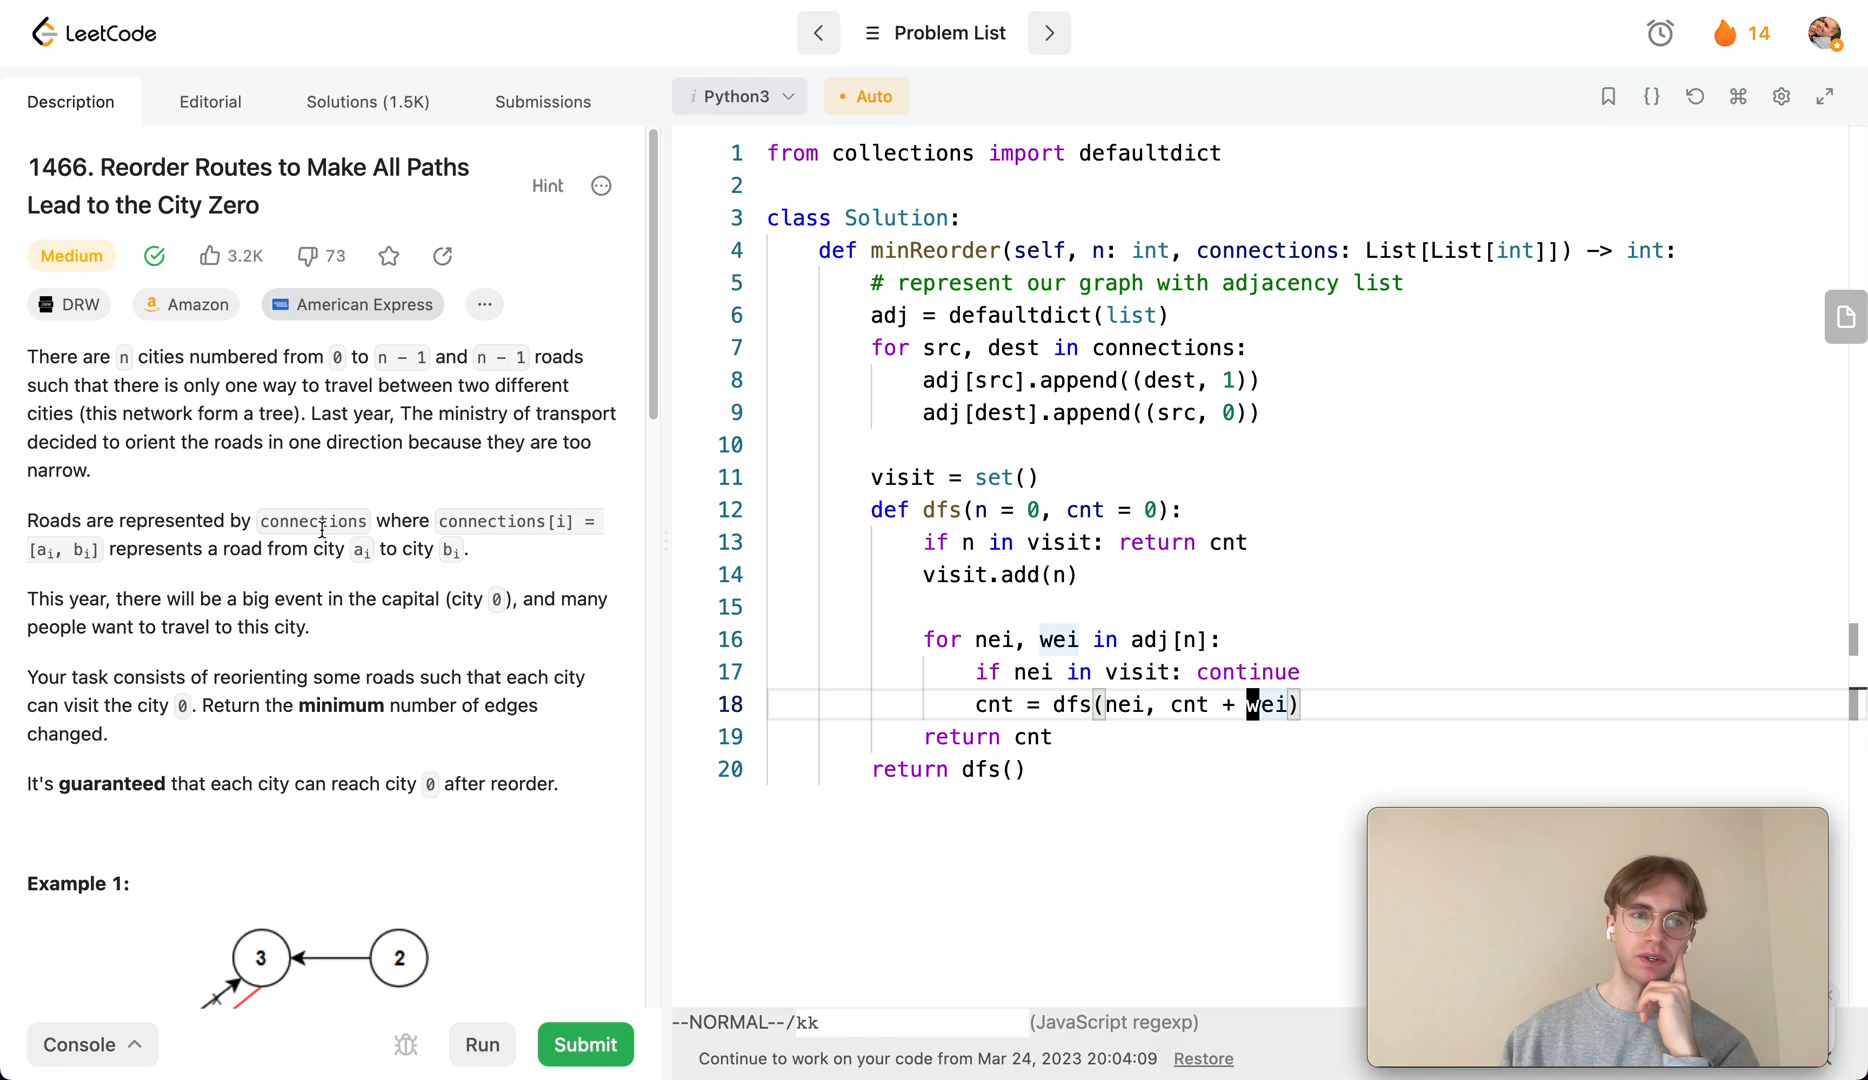 LeetCode
Problem List
14
Description
Editorial
Solutions (1.5K)
Submissions
1466. Reorder Routes to Make All Paths
Lead to the City Zero
Hint
Medium
3.2K
73
DRW
Amazon
American Express
There are n cities numbered from 0 to n - 1 and n - 1 roads
such that there is only one way to travel between two different
cities (this network form a tree). Last year, The ministry of transport
decided to orient the roads in one direction because they are too
narrow.
Roads are represented by connections where connections[i] =
[ai, bi] represents a road from city ai to city bi.
This year, there will be a big event in the capital (city 0), and many
people want to travel to this city.
Your task consists of reorienting some roads such that each city
can visit the city 0. Return the minimum number of edges
changed.
It's guaranteed that each city can reach city 0 after reorder.
Example 1:
3
2
x
Console
Run
Submit
i Python3
• Auto
1 from collections import defaultdict
2
3 class Solution:
4 def minReorder(self, n: int, connections: List[List[int]]) -> int:
5 # represent our graph with adjacency list
6 adj = defaultdict(list)
7 for src, dest in connections:
8 adj[src].append((dest, 1))
9 adj[dest].append((src, 0))
10
11 visit = set()
12 def dfs(n = 0, cnt = 0):
13 if n in visit: return cnt
14 visit.add(n)
15
16 for nei, wei in adj[n]:
17 if nei in visit: continue
18 cnt = dfs(nei, cnt + wei)
19 return cnt
20 return dfs()
--NORMAL--/kk (JavaScript regexp)
Continue to work on your code from Mar 24, 2023 20:04:09 Restore